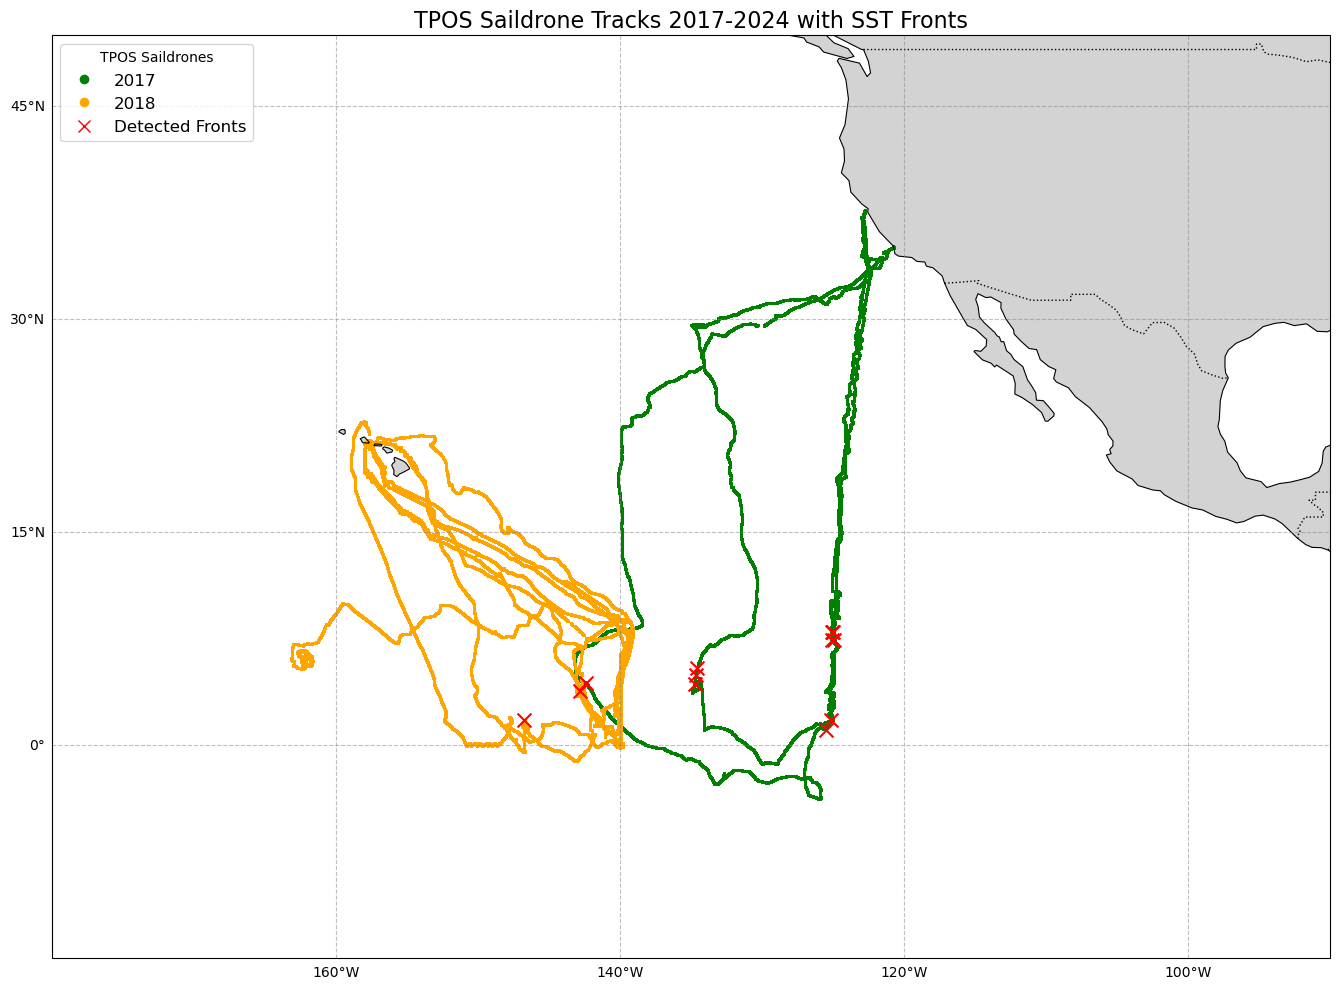 TPOS Saildrone Tracks 2017-2024 with SST Fronts
TPOS Saildrones
2017
2018
Detected Fronts
45°N
30°N
15°N
0°
160°W
140°W
120°W
100°W